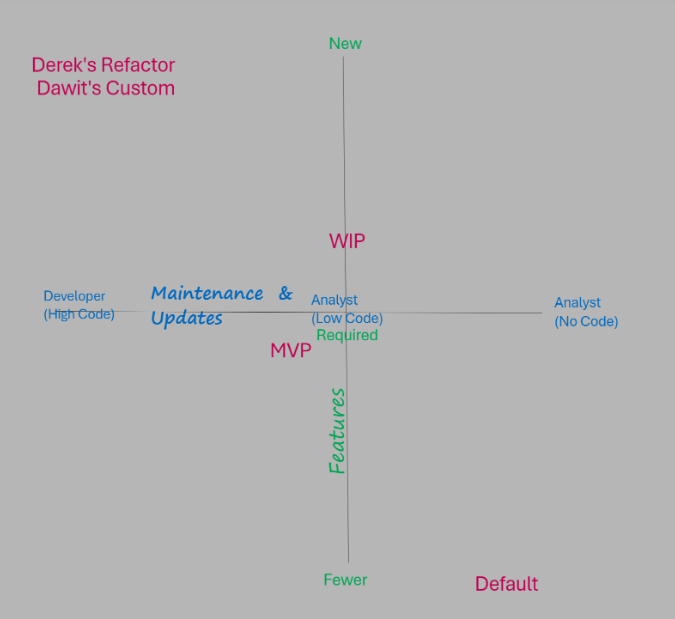 New
Derek's Refactor
Dawit's Custom
WIP
Developer
(High Code)
Maintenance &
Updates
Analyst
(Low Code)
Analyst
(No Code)
Required
MVP
Features
Fewer
Default